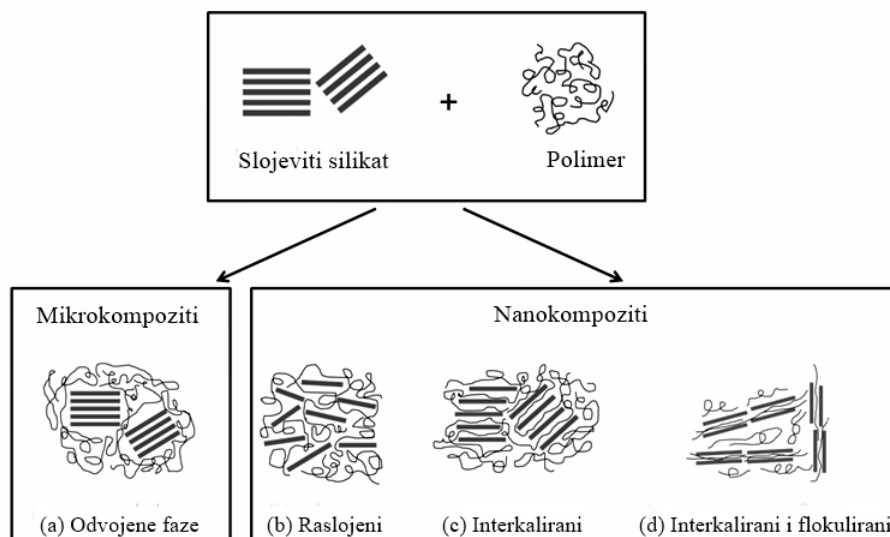 +
Slojeviti silikat
Polimer
Mikrokompoziti
Nanokompoziti
(a) Odvojene faze
(b) Raslojeni
(c) Interkalirani
(d) Interkalirani i flokulirani